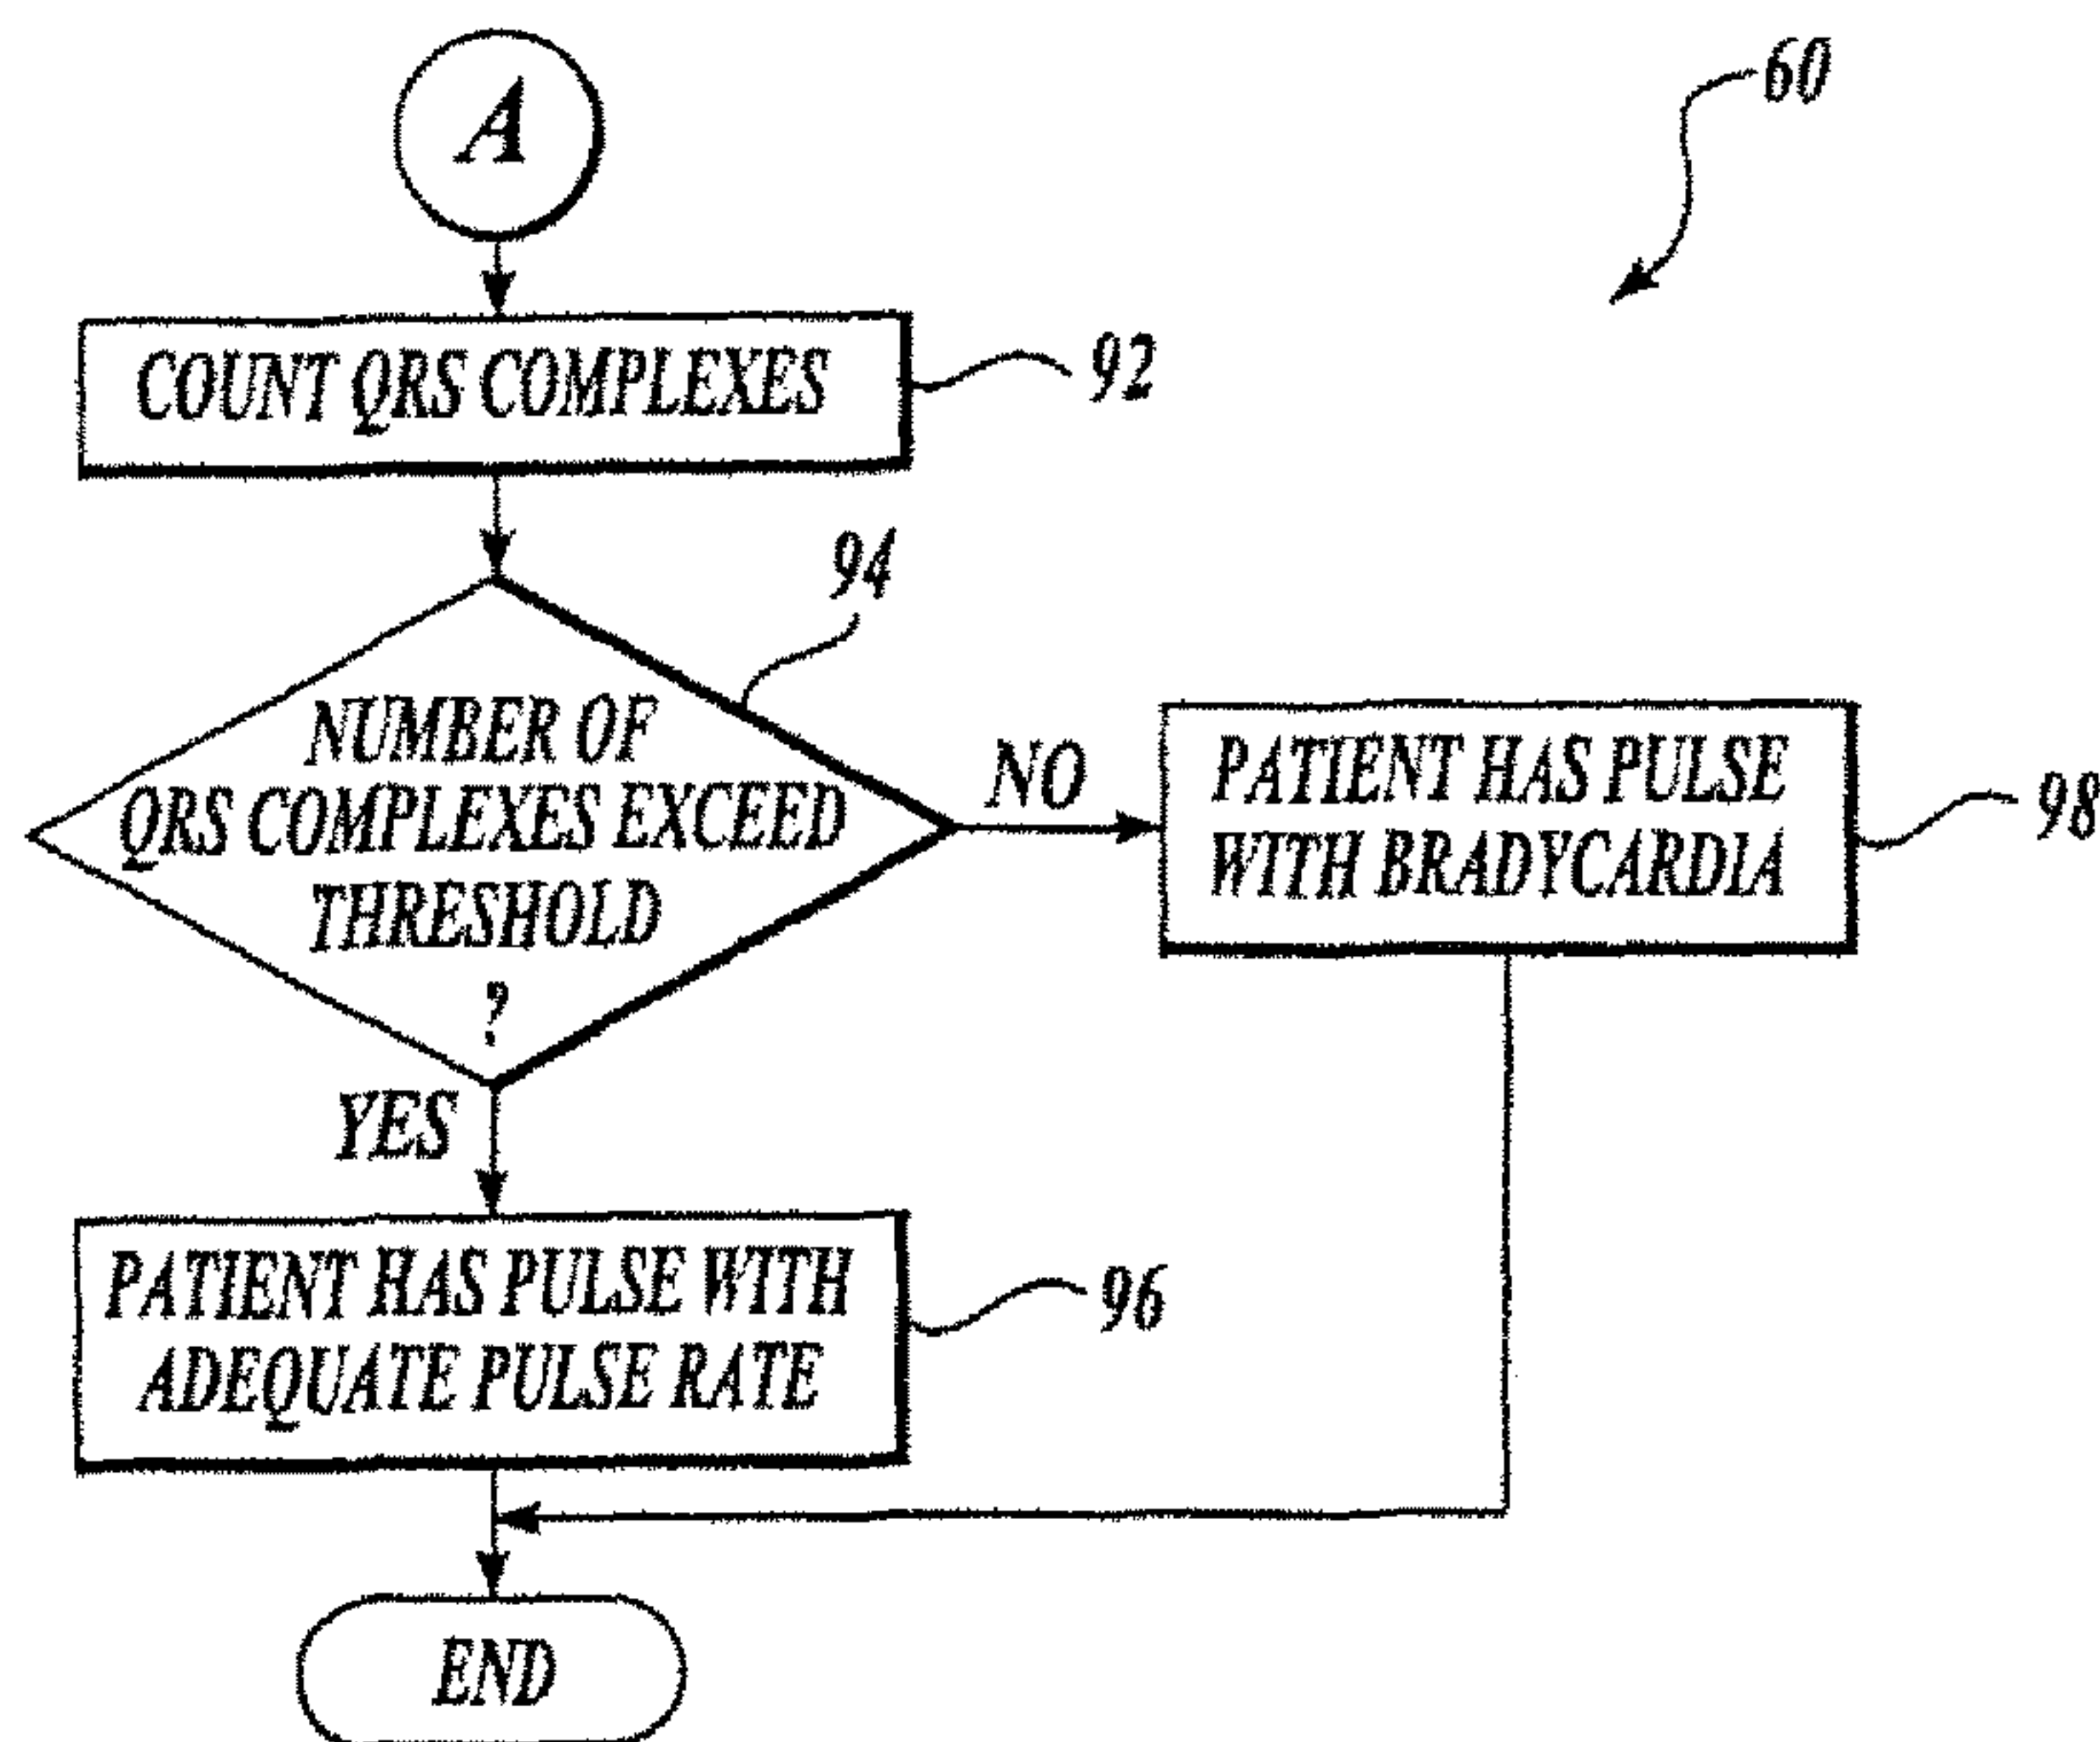 A
60
COUNT QRS COMPLEXES
92
94
NUMBER OF
QRS COMPLEXES EXCEED
THRESHOLD
?
NO
PATIENT HAS PULSE
WITH BRADYCARDIA
98
YES
PATIENT HAS PULSE WITH
ADEQUATE PULSE RATE
96
END